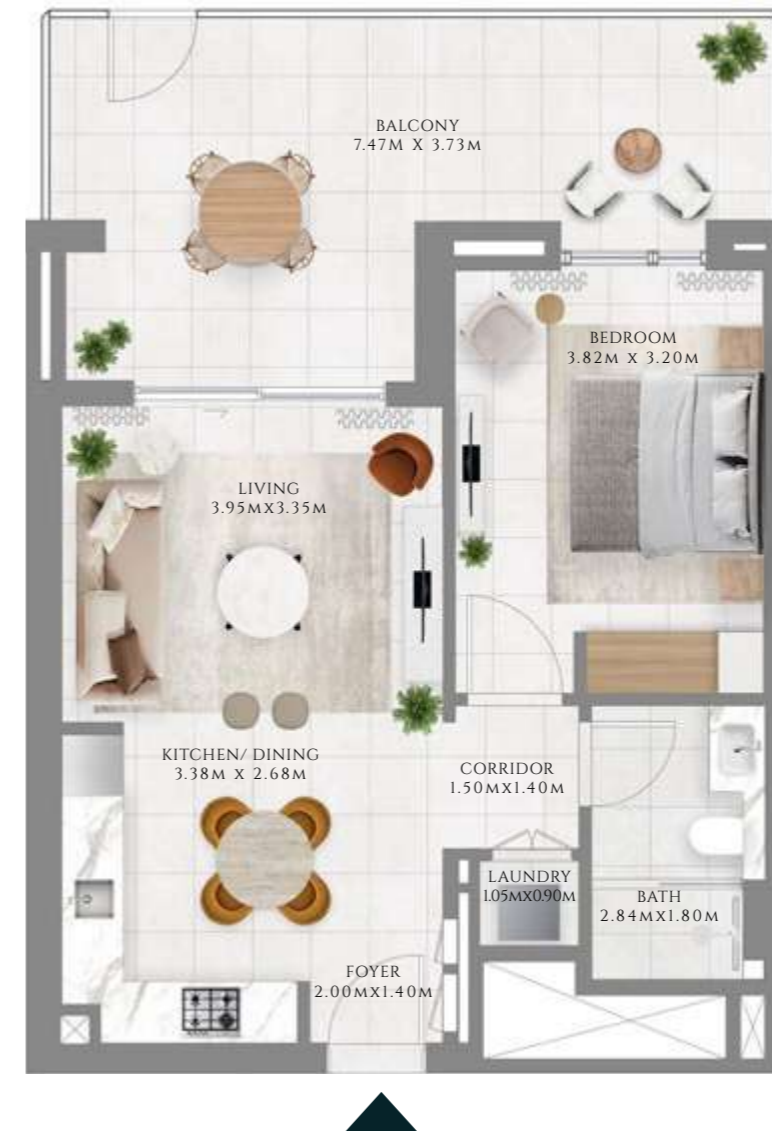 BALCONY
7.47M X 3.73M
BEDROOM
3.82M X 3.20M
LIVING
3.95MX3.35M
KITCHEN/ DINING
3.38M X 2.68M
CORRIDOR
1.50MX1.40M
LAUNDRY
1.05MX0.90M
BATH
2.84MX1.80M
FOYER
2.00MX1.40M